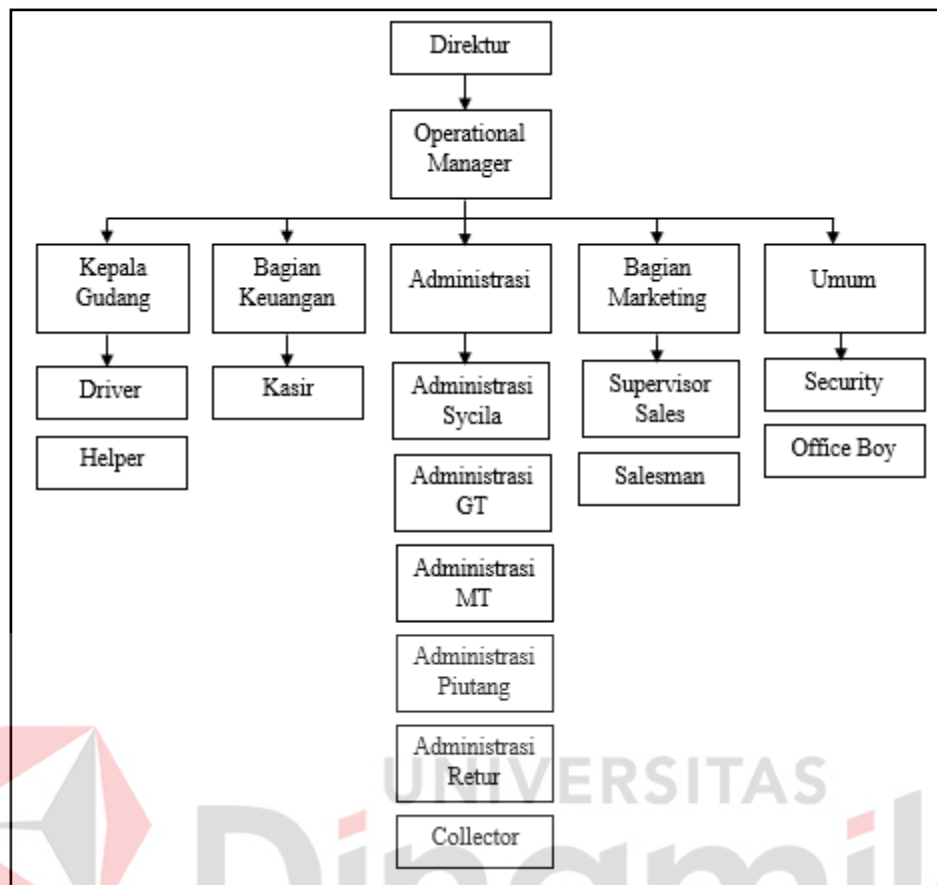 Direktur
Operational
Manager
Kepala
Gudang
Bagian
Keuangan
Administrasi
Bagian
Marketing
Umum
Driver
Kasir
Administrasi
Sycila
Supervisor
Sales
Security
Helper
Administrasi
GT
Salesman
Office Boy
Administrasi
MT
Administrasi
Piutang
Administrasi
Retur
Collector
UNIVERSITAS